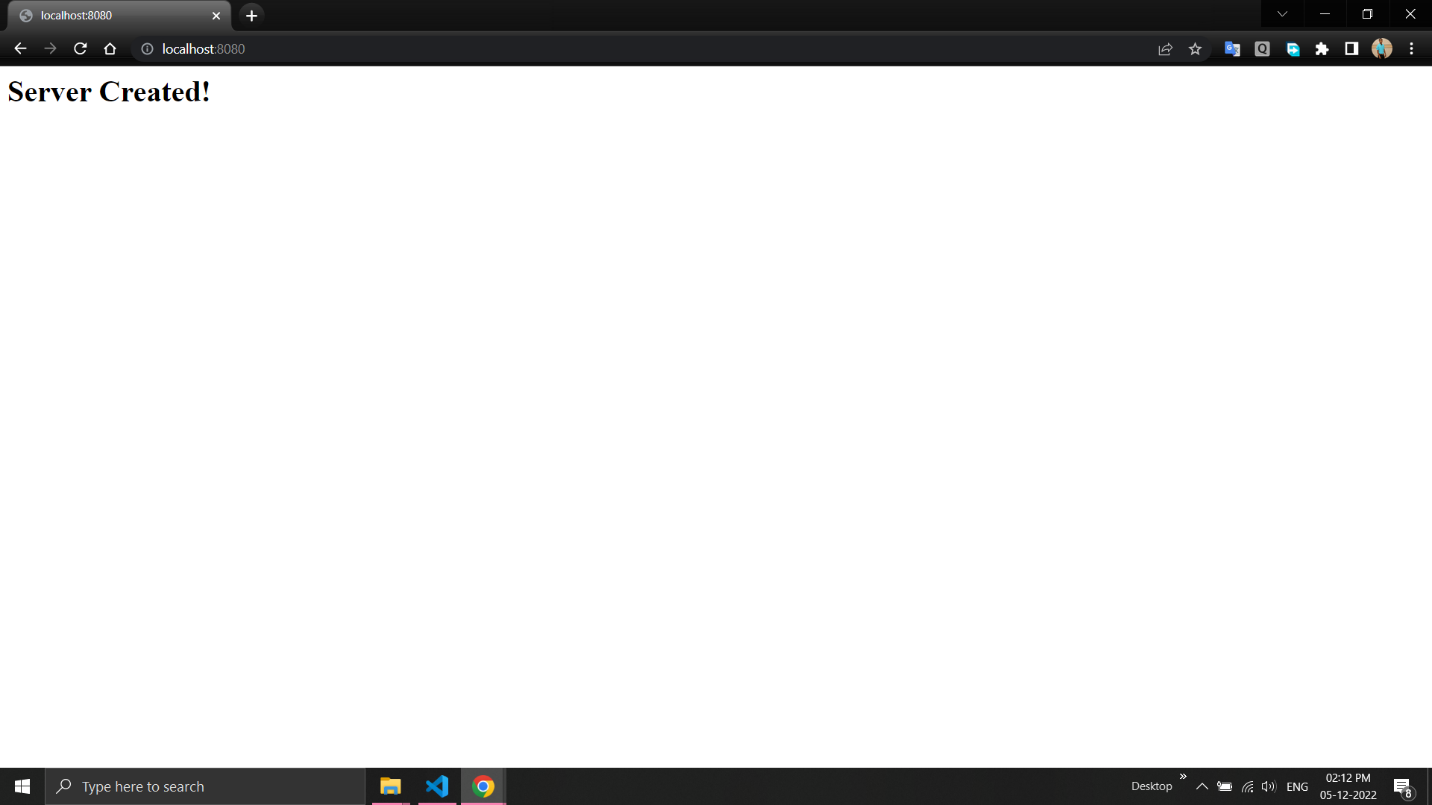 localhost:8080
localhost:8080
Server Created!
Type here to search
Desktop
»
ENG
02:12 PM
05-12-2022
8